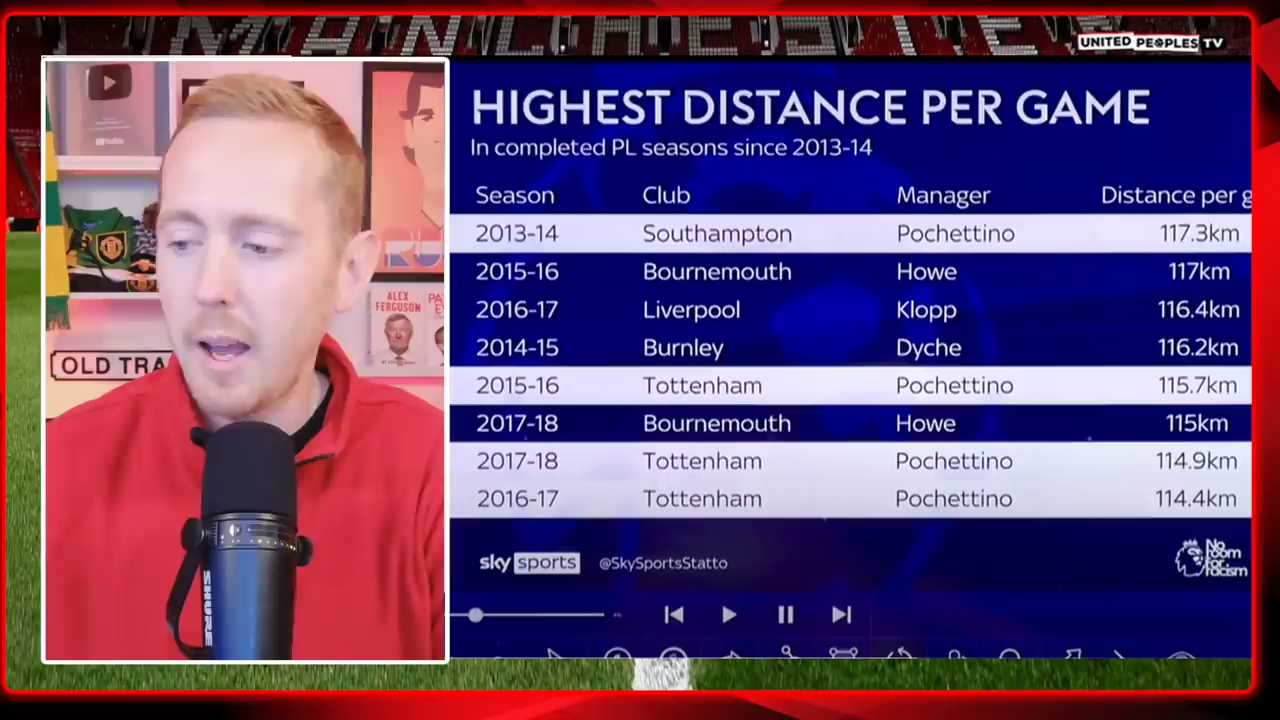 MANCHESTER
UNITED PEOPLES TV
HIGHEST DISTANCE PER GAME
In completed PL seasons since 2013-14
Season Club Manager Distance per g
2013-14 Southampton Pochettino 117.3km
2015-16 Bournemouth Howe 117km
2016-17 Liverpool Klopp 116.4km
2014-15 Burnley Dyche 116.2km
2015-16 Tottenham Pochettino 115.7km
2017-18 Bournemouth Howe 115km
2017-18 Tottenham Pochettino 114.9km
2016-17 Tottenham Pochettino 114.4km
sky sports @SkySportsStatto
No
room
for
racism
YouTube
ALEX
FERGUSON
PA
OLD TRA
SHURE